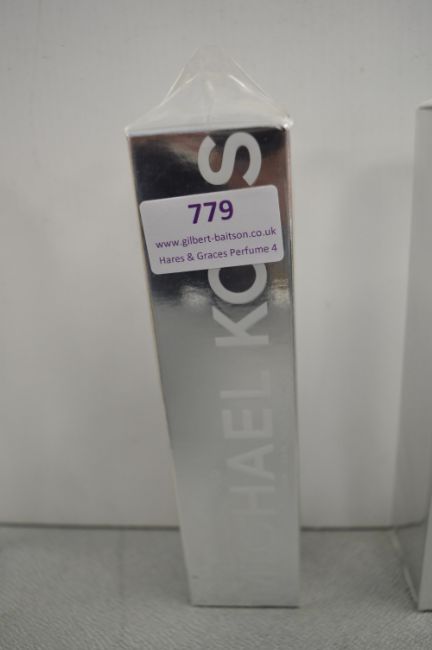 779
www.gilbert-baitson.co.uk
Hares & Graces Perfume 4
MICHAEL KORS